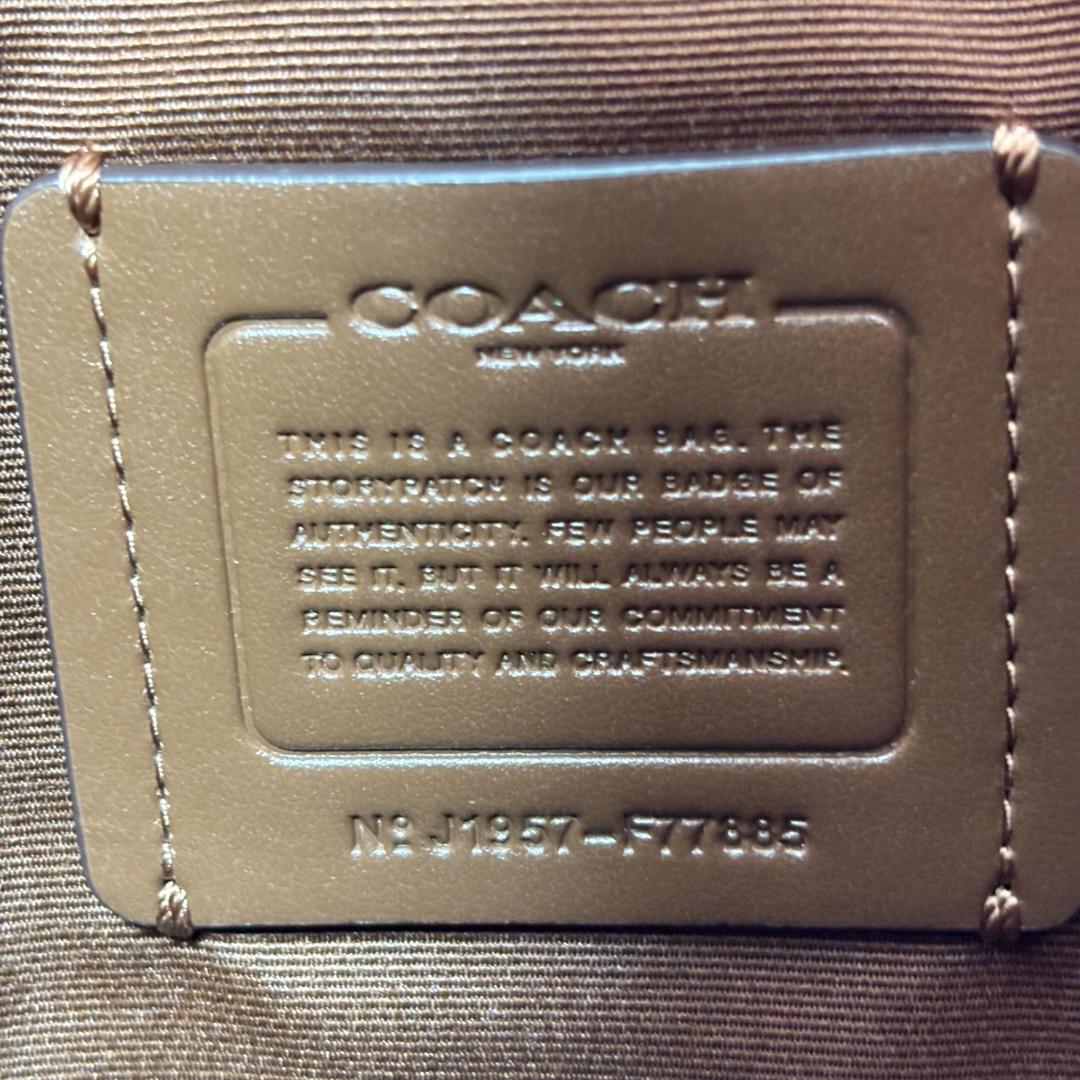 COACH
NEW YORK
THIS IS A COACH BAG. THE
STORYPATCH IS OUR BADGE OF
AUTHENTICITY. FEW PEOPLE MAY
SEE IT, BUT IT WILL ALWAYS BE A
REMINDER OF OUR COMMITMENT
TO QUALITY AND CRAFTSMANSHIP.
Nº J1957-F77885